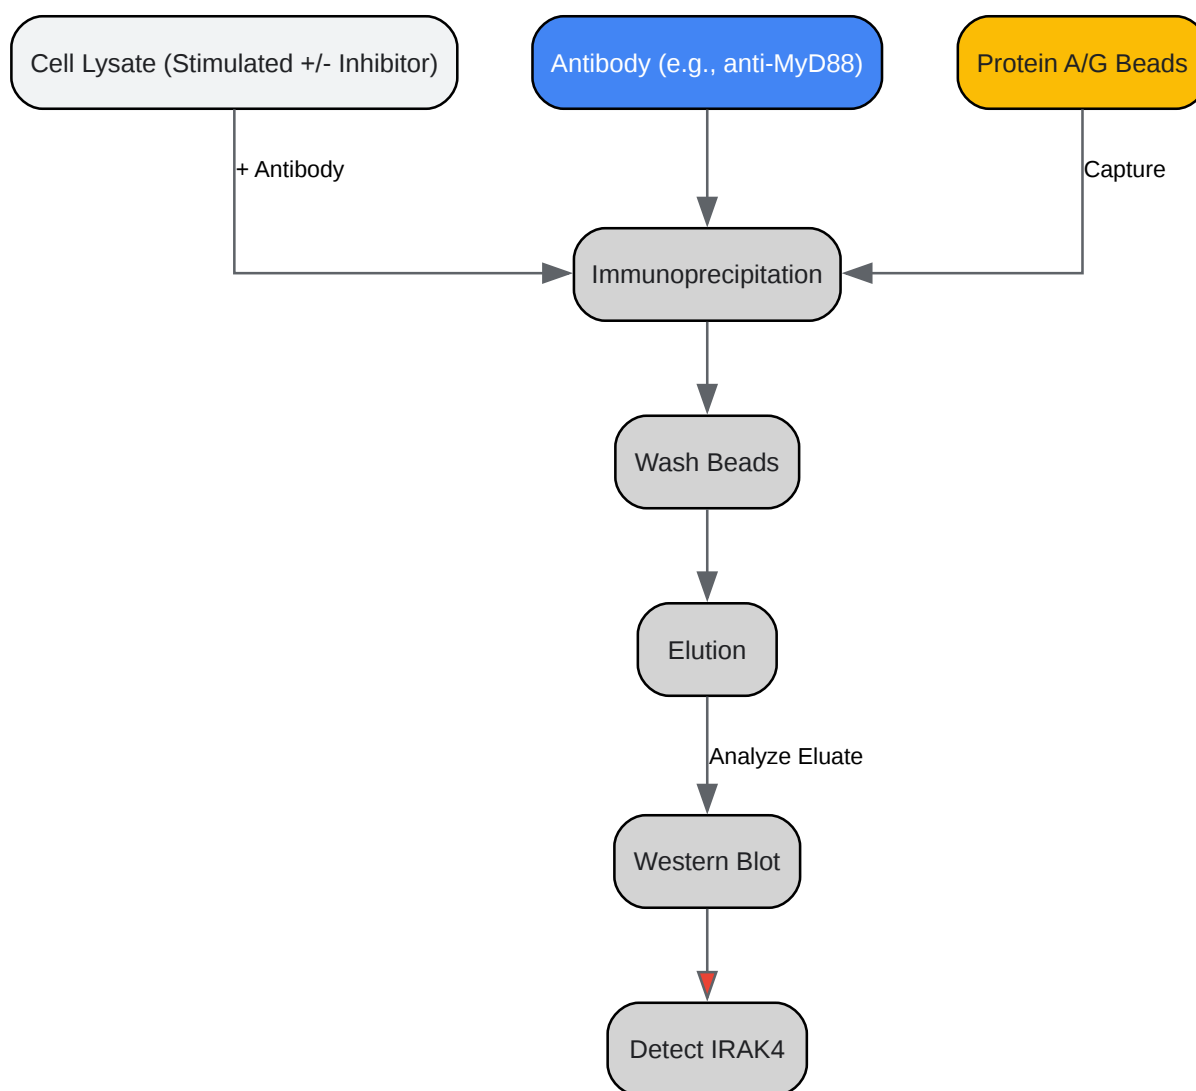 Cell Lysate (Stimulated +/- Inhibitor)
Antibody (e.g., anti-MyD88)
Protein A/G Beads
+ Antibody
Capture
Immunoprecipitation
Wash Beads
Elution
Analyze Eluate
Western Blot
Detect IRAK4